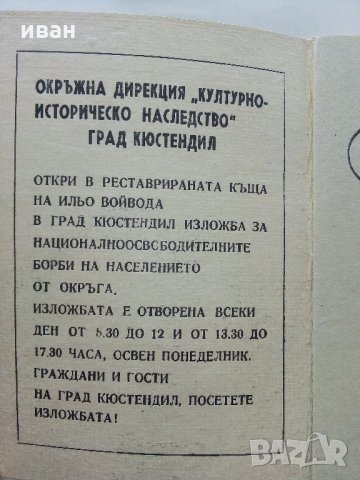 иван
ОКРЪЖНА ДИРЕКЦИЯ „КУЛТУРНО-
ИСТОРИЧЕСКО НАСЛЕДСТВО"
ГРАД КЮСТЕНДИЛ
ОТКРИ В РЕСТАВРИРАНАТА КЪЩА
НА ИЛЬО ВОЙВОДА
В ГРАД КЮСТЕНДИЛ ИЗЛОЖБА ЗА
НАЦИОНАЛНООСВОБОДИТЕЛНИТЕ
БОРБИ НА НАСЕЛЕНИЕТО
ОТ ОКРЪГА.
ИЗЛОЖБАТА Е ОТВОРЕНА ВСЕКИ
ДЕН ОТ 8.30 ДО 12 И ОТ 13.30 ДО
17.30 ЧАСА, ОСВЕН ПОНЕДЕЛНИК.
ГРАЖДАНИ И ГОСТИ
НА ГРАД КЮСТЕНДИЛ, ПОСЕТЕТЕ
ИЗЛОЖБАТА!
BAZAR